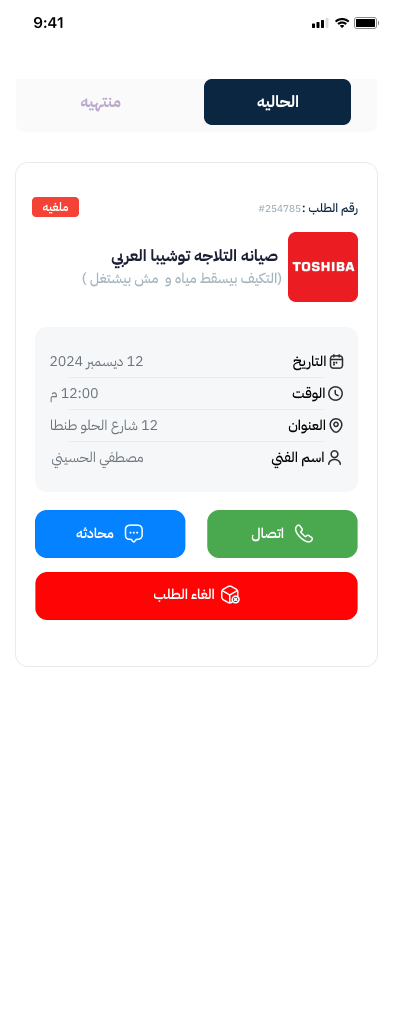 9:41
الحاليه
منتهيه
رقم الطلب : #254785
ملغيه
صيانه الثلاجه توشيبا العربي
TOSHIBA
(التكيف بيسقط مياه و مش بيشتغل )
التاريخ 12 ديسمبر 2024
الوقت 12:00 م
العنوان 12 شارع الحلو طنطا
اسم الفني مصطفي الحسيني
اتصال
محادثه
الغاء الطلب